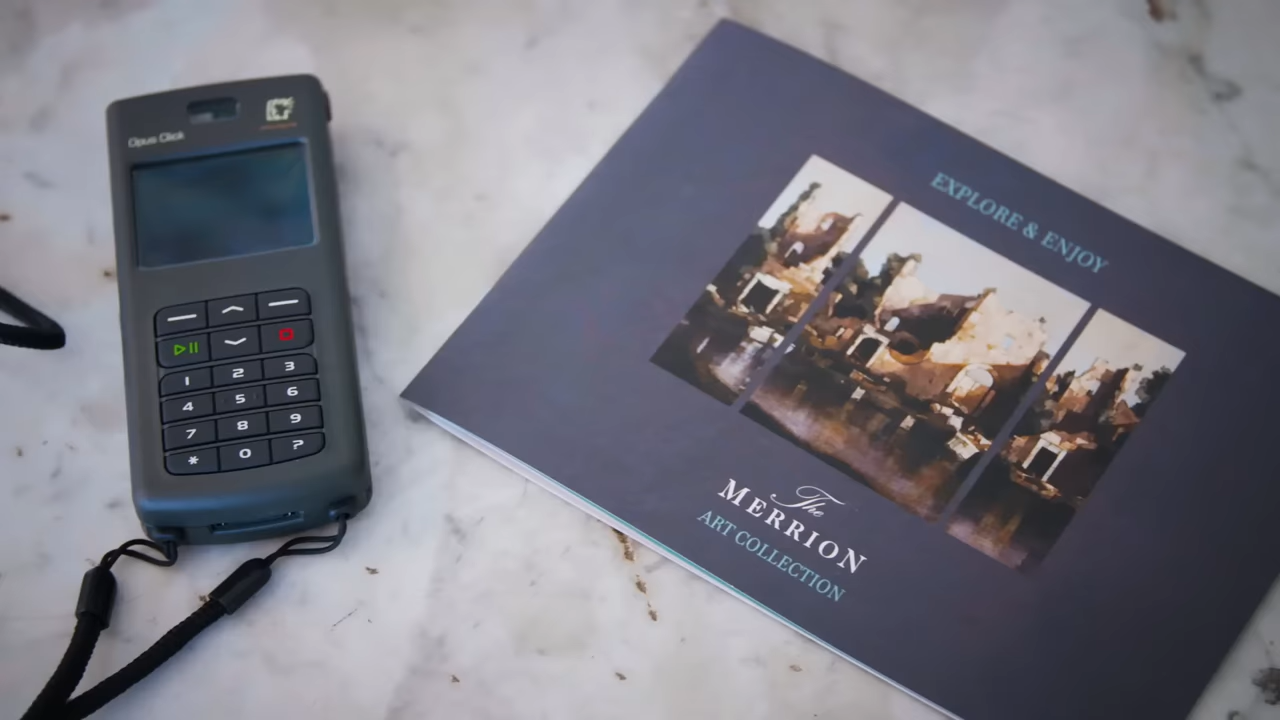 Opus Click
1 2 3
4 5 6
7 8 9
* 0 ?
EXPLORE & ENJOY
The
MERRION
ART COLLECTION